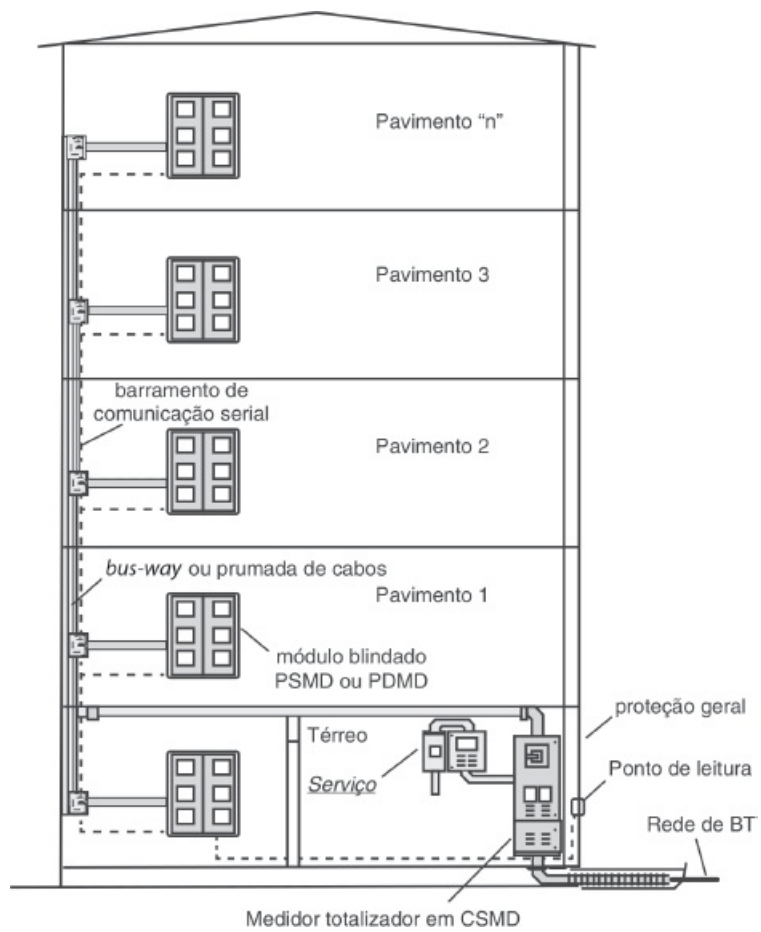 Pavimento “n”
Pavimento 3
barramento de
comunicação serial
Pavimento 2
bus-way ou prumada de cabos
Pavimento 1
módulo blindado
PSMD ou PDMD
proteção geral
Térreo
Serviço
Ponto de leitura
Rede de BT
Medidor totalizador em CSMD